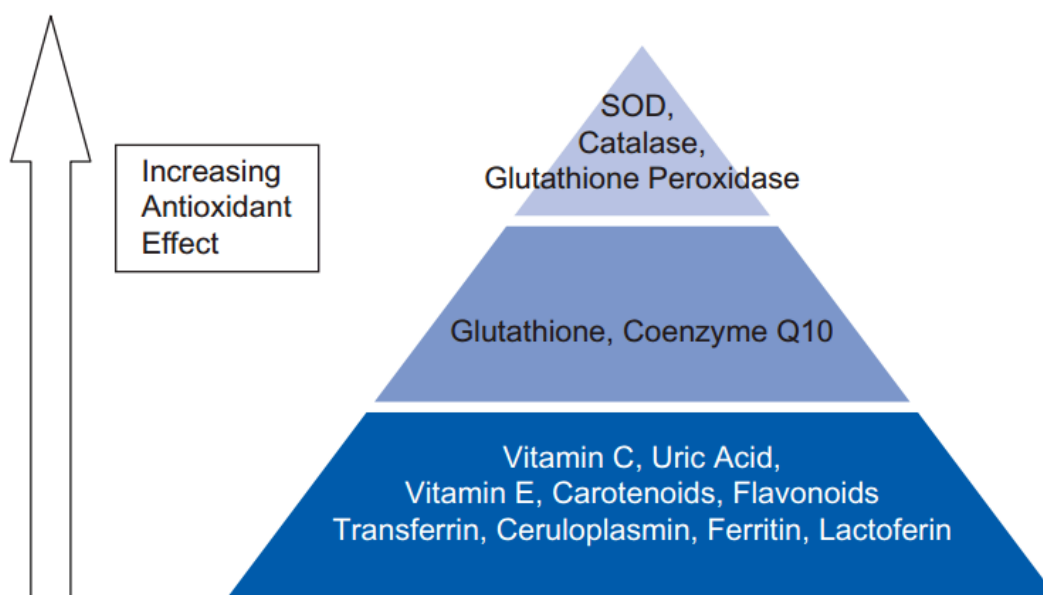 Increasing
Antioxidant
Effect
SOD,
Catalase,
Glutathione Peroxidase
Glutathione, Coenzyme Q10
Vitamin C, Uric Acid,
Vitamin E, Carotenoids, Flavonoids
Transferrin, Ceruloplasmin, Ferritin, Lactoferin